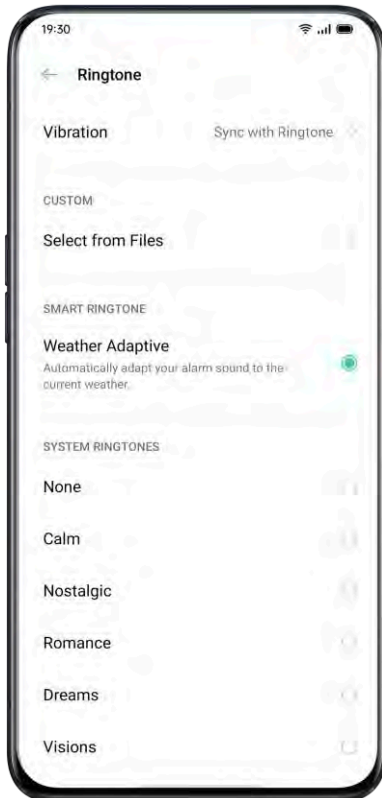 19:30
Ringtone
Vibration Sync with Ringtone
CUSTOM
Select from Files
SMART RINGTONE
Weather Adaptive
Automatically adapt your alarm sound to the
current weather.
SYSTEM RINGTONES
None
Calm
Nostalgic
Romance
Dreams
Visions